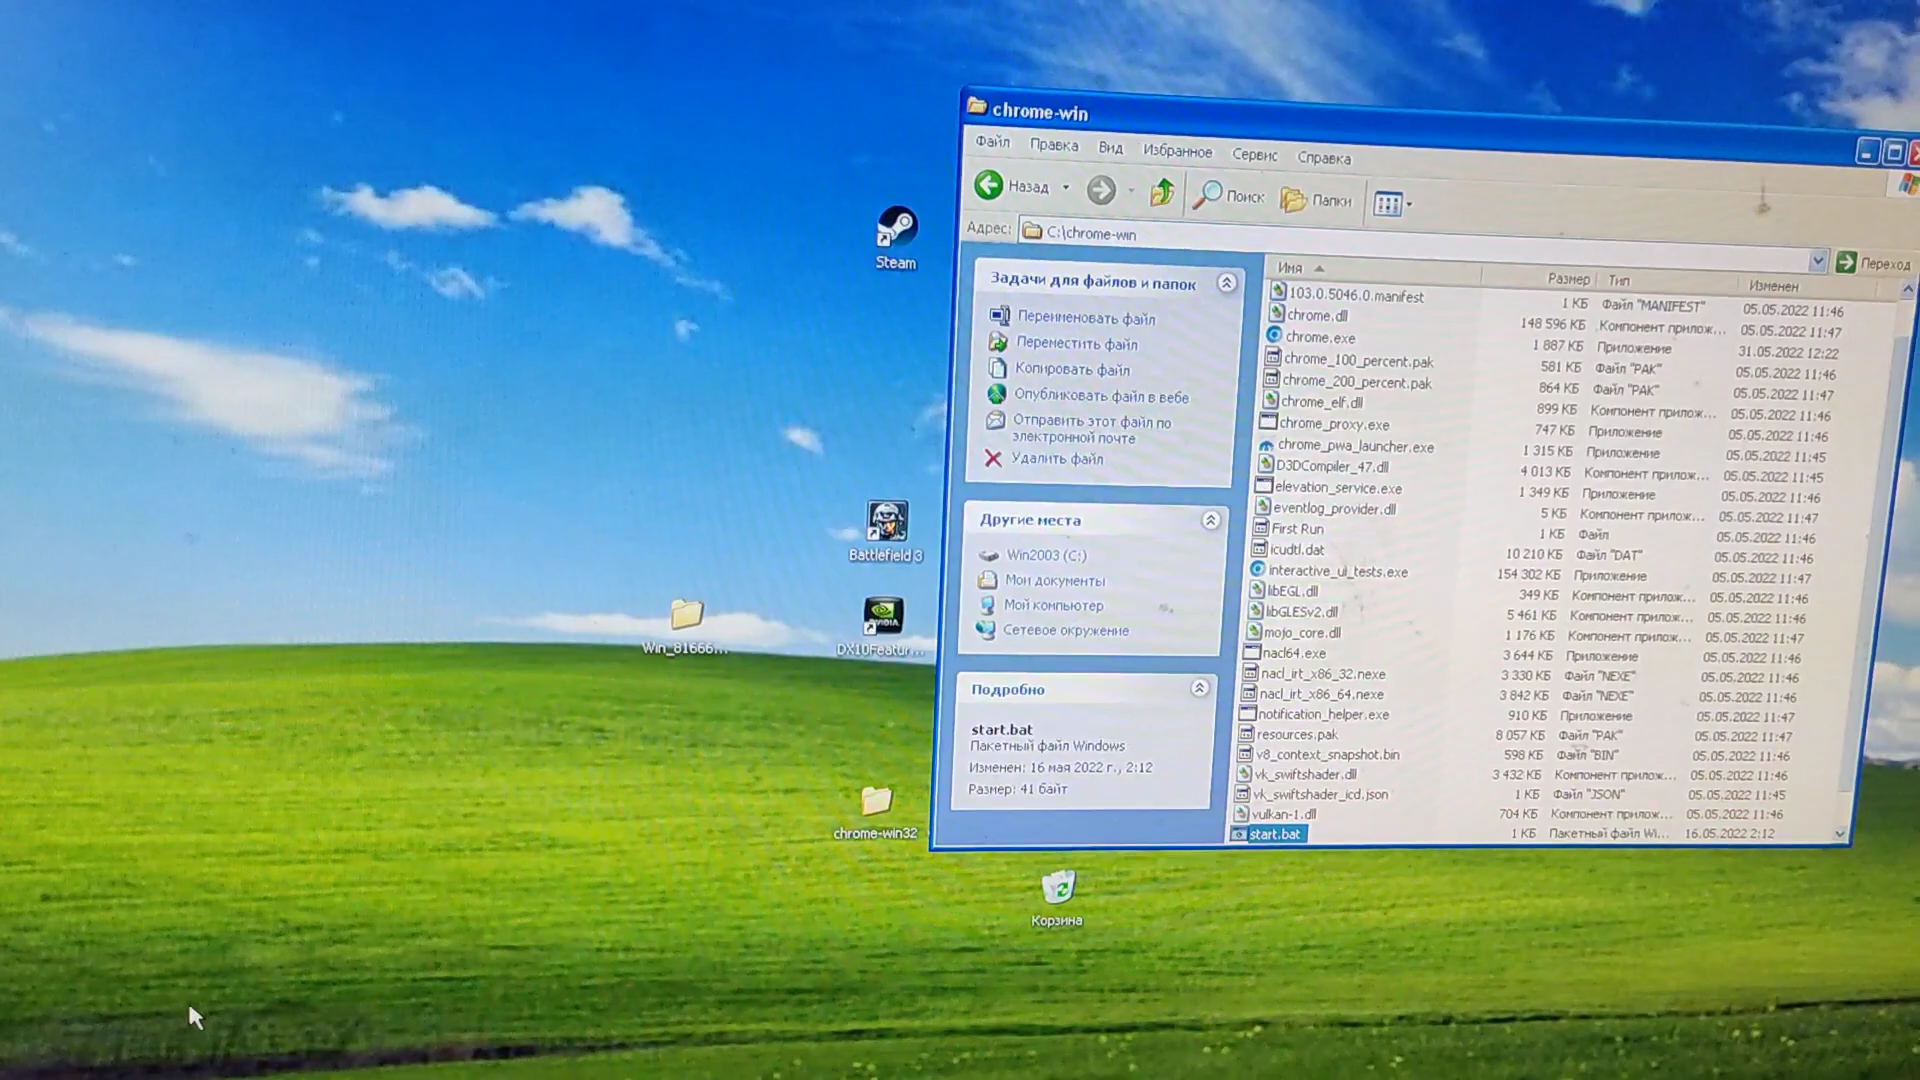 Steam
Battlefield 3
Win_81666...
DX10Featur...
chrome-win32
Корзина
chrome-win
Файл Правка Вид Избранное Сервис Справка
Назад Поиск Папки
Адрес: C:\chrome-win Переход
Задачи для файлов и папок
Переименовать файл
Переместить файл
Копировать файл
Опубликовать файл в вебе
Отправить этот файл по
электронной почте
Удалить файл
Другие места
Win2003 (C:)
Мои документы
Мой компьютер
Сетевое окружение
Подробно
start.bat
Пакетный файл Windows
Изменен: 16 мая 2022 г., 2:12
Размер: 41 байт
Имя Размер Тип Изменен
103.0.5046.0.manifest 1 КБ Файл "MANIFEST" 05.05.2022 11:46
chrome.dll 148 596 КБ Компонент прилож... 05.05.2022 11:47
chrome.exe 1 887 КБ Приложение 31.05.2022 12:22
chrome_100_percent.pak 581 КБ Файл "PAK" 05.05.2022 11:46
chrome_200_percent.pak 864 КБ Файл "PAK" 05.05.2022 11:47
chrome_elf.dll 899 КБ Компонент прилож... 05.05.2022 11:46
chrome_proxy.exe 747 КБ Приложение 05.05.2022 11:46
chrome_pwa_launcher.exe 1 315 КБ Приложение 05.05.2022 11:45
D3DCompiler_47.dll 4 013 КБ Компонент прилож... 05.05.2022 11:45
elevation_service.exe 1 349 КБ Приложение 05.05.2022 11:46
eventlog_provider.dll 5 КБ Компонент прилож... 05.05.2022 11:47
First Run 1 КБ Файл 05.05.2022 11:46
icudtl.dat 10 210 КБ Файл "DAT" 05.05.2022 11:46
interactive_ui_tests.exe 154 302 КБ Приложение 05.05.2022 11:47
libEGL.dll 349 КБ Компонент прилож... 05.05.2022 11:46
libGLESv2.dll 5 461 КБ Компонент прилож... 05.05.2022 11:46
mojo_core.dll 1 176 КБ Компонент прилож... 05.05.2022 11:47
nacl64.exe 3 644 КБ Приложение 05.05.2022 11:46
nacl_irt_x86_32.nexe 3 330 КБ Файл "NEXE" 05.05.2022 11:46
nacl_irt_x86_64.nexe 3 842 КБ Файл "NEXE" 05.05.2022 11:46
notification_helper.exe 910 КБ Приложение 05.05.2022 11:47
resources.pak 8 057 КБ Файл "PAK" 05.05.2022 11:47
v8_context_snapshot.bin 598 КБ Файл "BIN" 05.05.2022 11:46
vk_swiftshader.dll 3 432 КБ Компонент прилож... 05.05.2022 11:46
vk_swiftshader_icd.json 1 КБ Файл "JSON" 05.05.2022 11:45
vulkan-1.dll 704 КБ Компонент прилож... 05.05.2022 11:46
start.bat 1 КБ Пакетный файл Wi... 16.05.2022 2:12